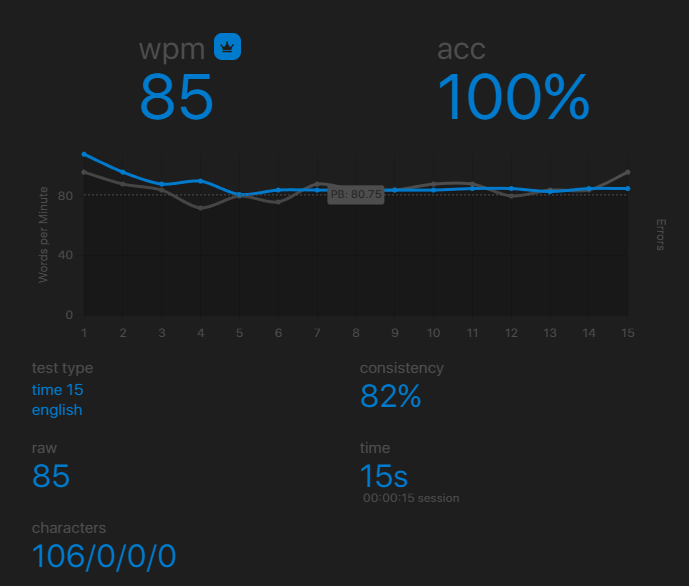 wpm
acc
85
100%
Words per Minute
80
40
0
PB: 80.75
Errors
1 2 3 4 5 6 7 8 9 10 11 12 13 14 15
test type
time 15
english
consistency
82%
raw
85
time
15s
00:00:15 session
characters
106/0/0/0